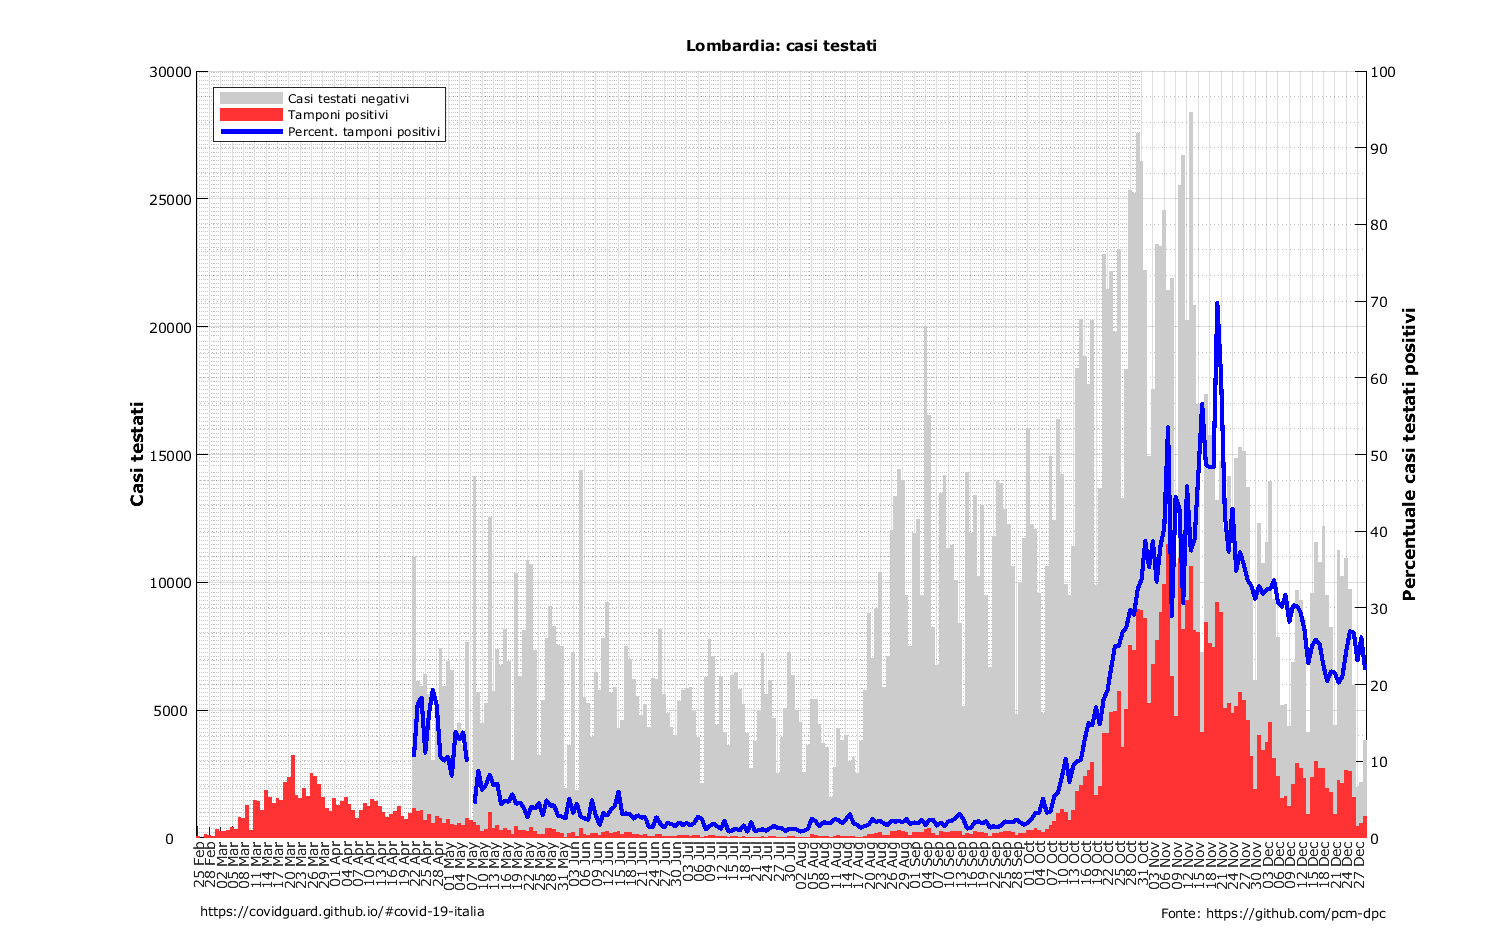 Lombardia: casi testati
Casi testati negativi
Tamponi positivi
Percent. tamponi positivi
30000
25000
20000
15000
10000
5000
0
Casi testati
100
90
80
70
60
50
40
30
20
10
0
Percentuale casi testati positivi
25 Feb
28 Feb
02 Mar
05 Mar
08 Mar
11 Mar
14 Mar
17 Mar
20 Mar
23 Mar
26 Mar
29 Mar
01 Apr
04 Apr
07 Apr
10 Apr
13 Apr
16 Apr
19 Apr
22 Apr
25 Apr
28 Apr
01 May
04 May
07 May
10 May
13 May
16 May
19 May
22 May
25 May
28 May
31 May
03 Jun
06 Jun
09 Jun
12 Jun
15 Jun
18 Jun
21 Jun
24 Jun
27 Jun
30 Jun
03 Jul
06 Jul
09 Jul
12 Jul
15 Jul
18 Jul
21 Jul
24 Jul
27 Jul
30 Jul
02 Aug
05 Aug
08 Aug
11 Aug
14 Aug
17 Aug
20 Aug
23 Aug
26 Aug
29 Aug
01 Sep
04 Sep
07 Sep
10 Sep
13 Sep
16 Sep
19 Sep
22 Sep
25 Sep
28 Sep
01 Oct
04 Oct
07 Oct
10 Oct
13 Oct
16 Oct
19 Oct
22 Oct
25 Oct
28 Oct
31 Oct
03 Nov
06 Nov
09 Nov
12 Nov
15 Nov
18 Nov
21 Nov
24 Nov
27 Nov
30 Nov
03 Dec
06 Dec
09 Dec
12 Dec
15 Dec
18 Dec
21 Dec
24 Dec
27 Dec
https://covidguard.github.io/#covid-19-italia
Fonte: https://github.com/pcm-dpc